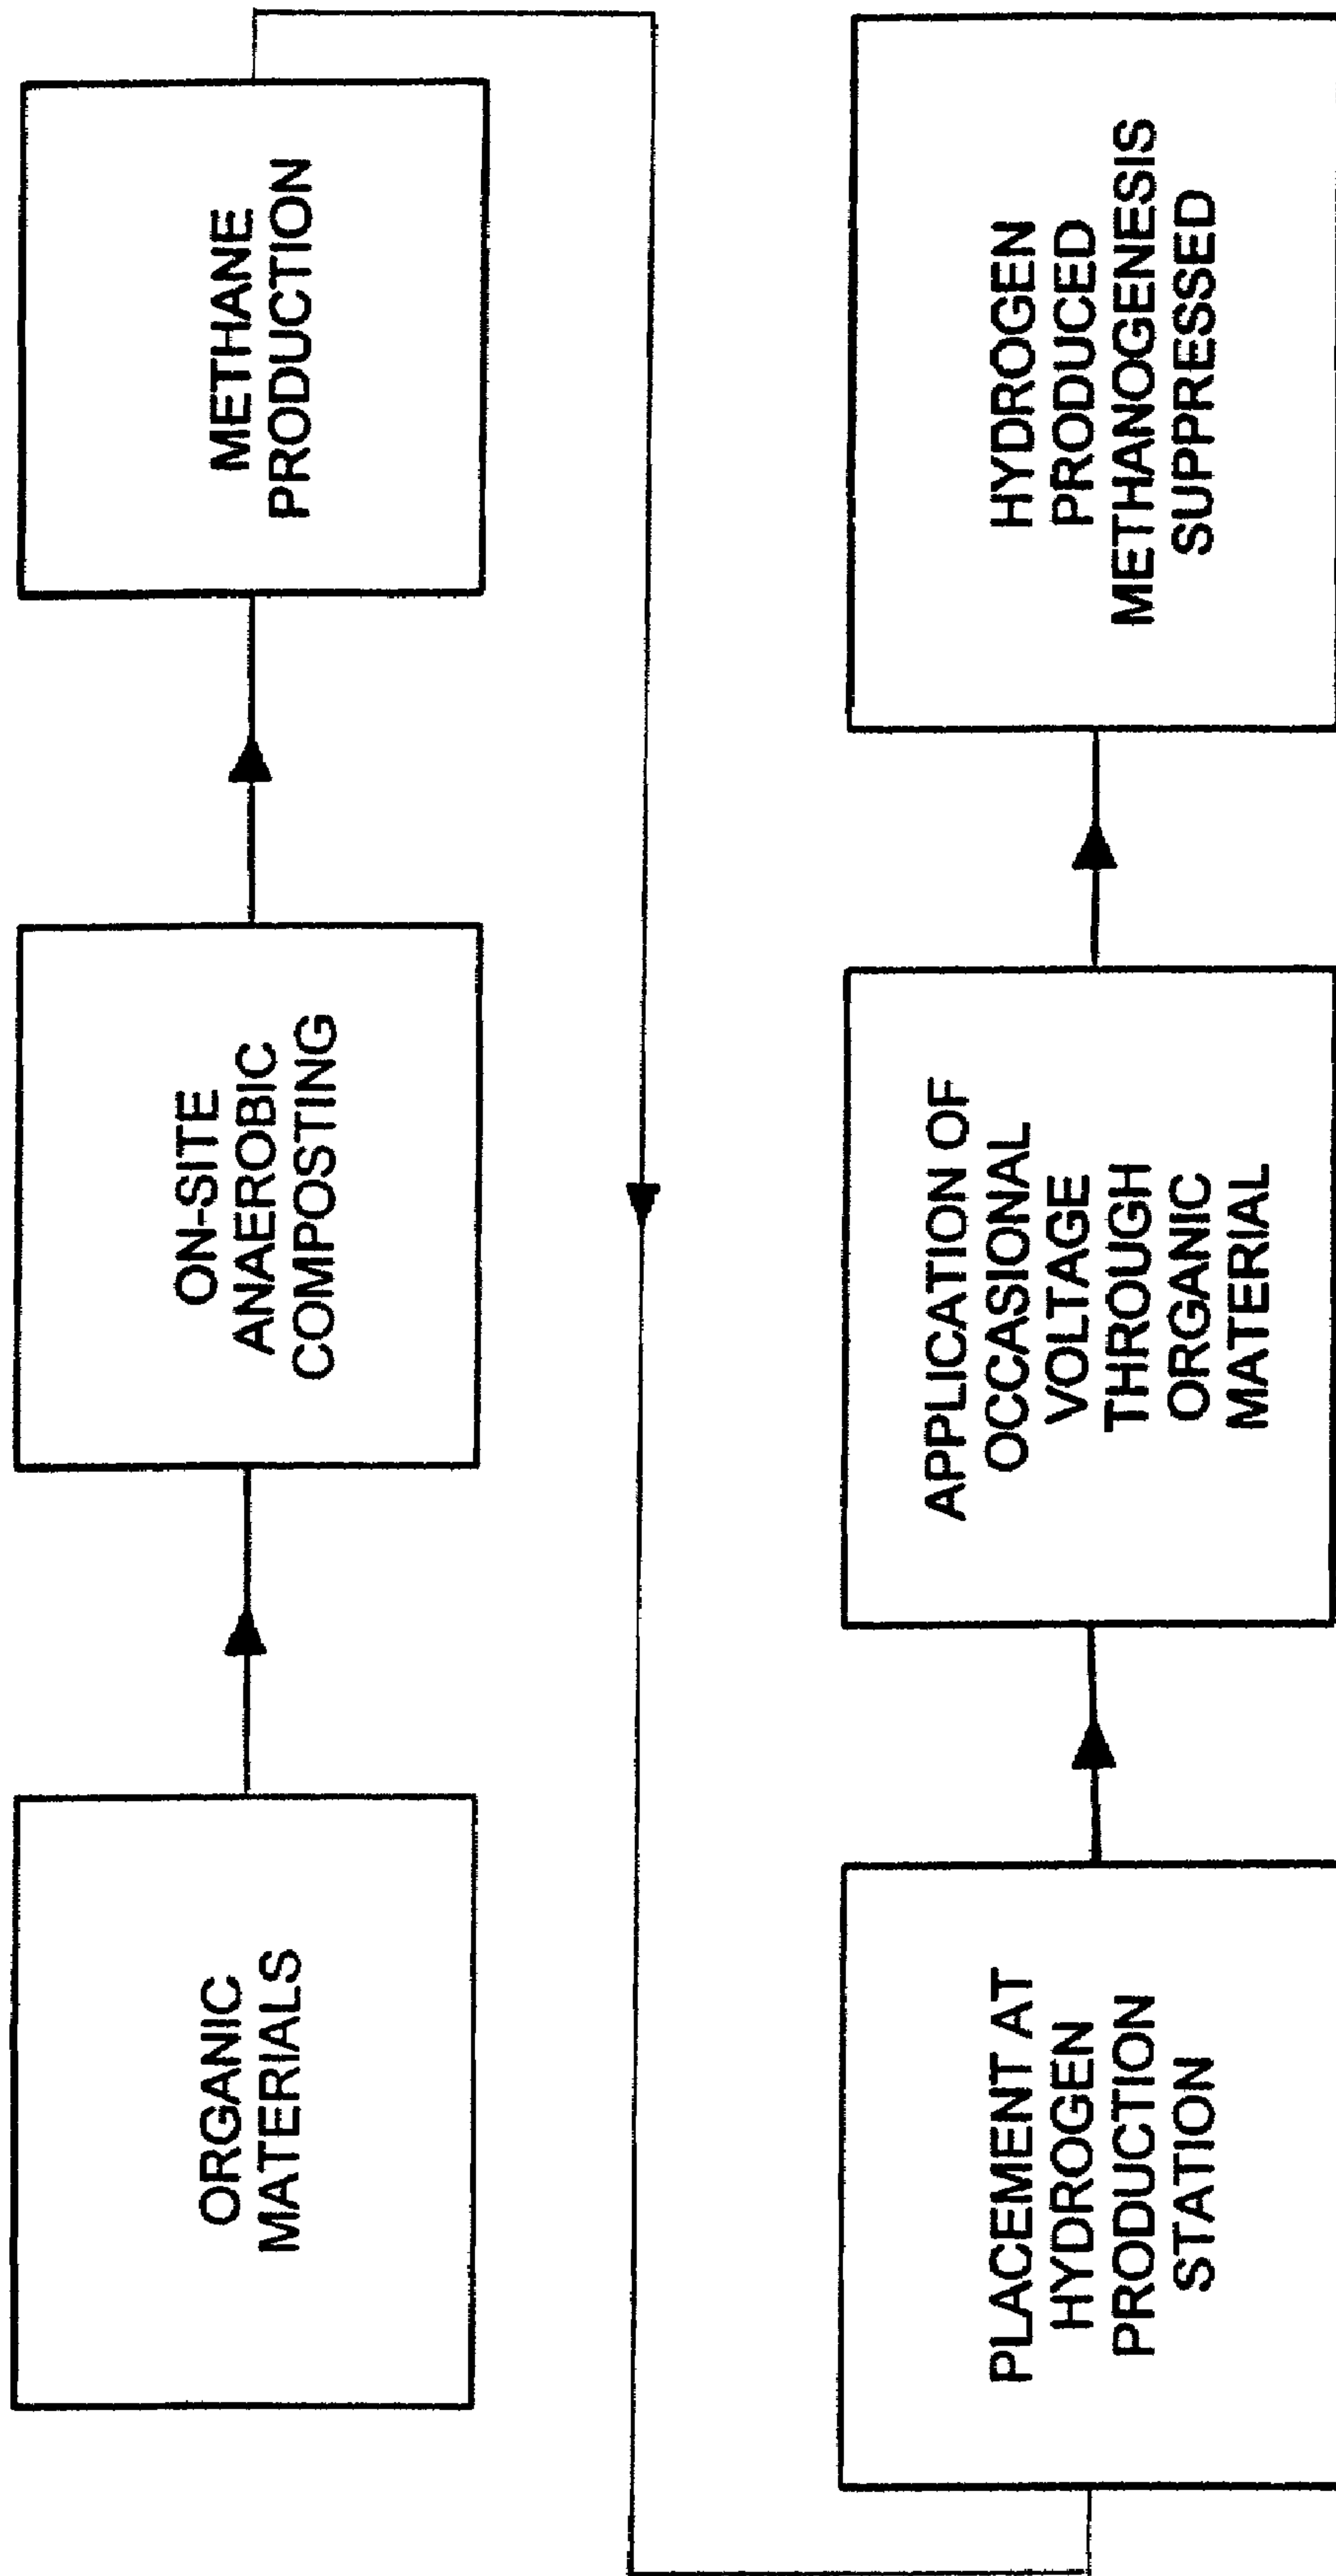 ORGANIC
MATERIALS
ON-SITE
ANAEROBIC
COMPOSTING
METHANE
PRODUCTION
PLACEMENT AT
HYDROGEN
PRODUCTION
STATION
APPLICATION OF
OCCASIONAL
VOLTAGE
THROUGH
ORGANIC
MATERIAL
HYDROGEN
PRODUCED
METHANOGENESIS
SUPPRESSED